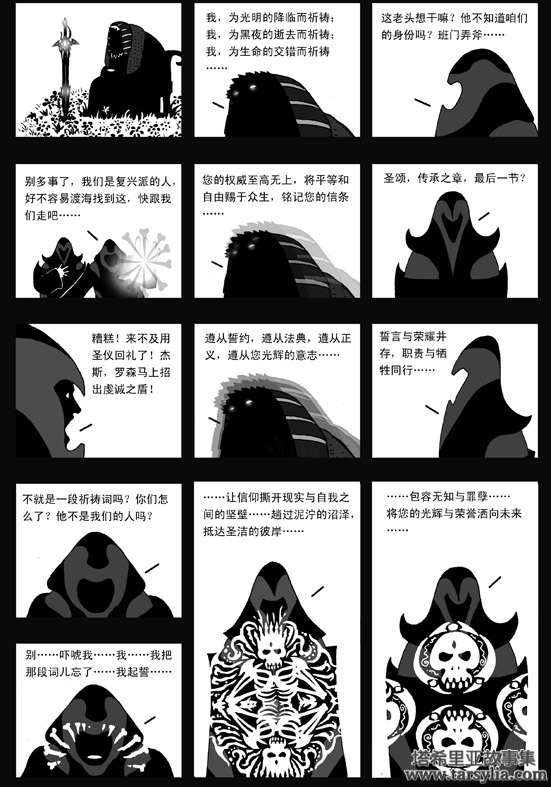 我，为光明的降临而祈祷；
我，为黑夜的逝去而祈祷；
我，为生命的交错而祈祷
……
这老头想干嘛？他不知道咱们
的身份吗？班门弄斧……
别多事了，我们是复兴派的人，
好不容易渡海找到这，快跟我
们走吧……
您的权威至高无上，将平等和
自由赐于众生，铭记您的信条
……
圣颂，传承之章，最后一节？
糟糕！来不及用
圣仪回礼了！杰
斯，罗森马上招
出虔诚之盾！
遵从誓约，遵从法典，遵从正
义，遵从您光辉的意志……
誓言与荣耀并
存，职责与牺
牲同行……
不就是一段祈祷词吗？你们怎
么了？他不是我们的人吗？
别……吓唬我……我……我把
那段词儿忘了……我起誓……
……让信仰撕开现实与自我之
间的坚壁……趟过泥泞的沼泽，
抵达圣洁的彼岸……
……包容无知与罪孽……
将您的光辉与荣誉洒向未来
……
塔希里亚故事集
www.tarsylia.com